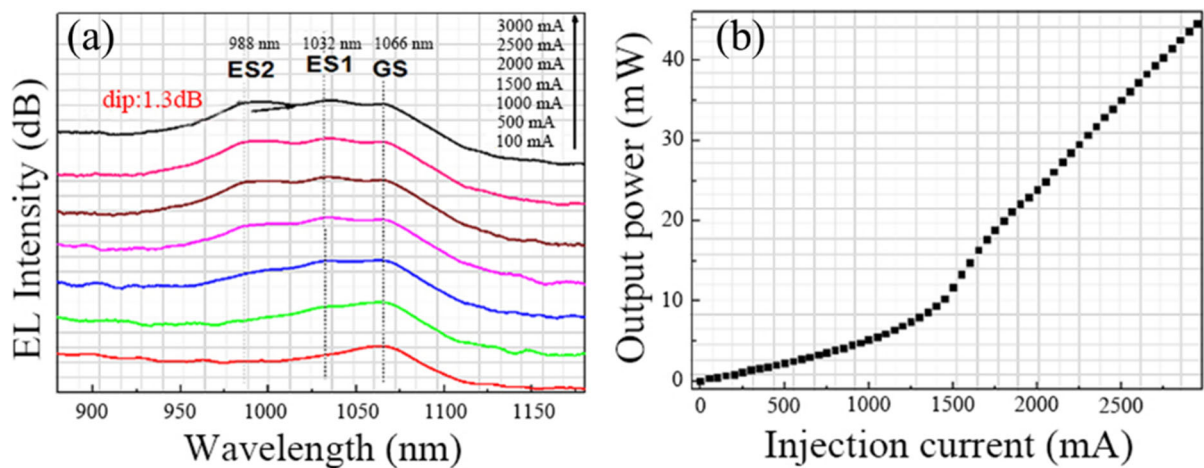 (a)
988 nm 1032 nm 1066 nm
ES2 ES1 GS
dip:1.3dB
3000 mA
2500 mA
2000 mA
1500 mA
1000 mA
500 mA
100 mA
EL Intensity (dB)
900 950 1000 1050 1100 1150
Wavelength (nm)
(b)
Output power (mW)
40
30
20
10
0
0 500 1000 1500 2000 2500
Injection current (mA)